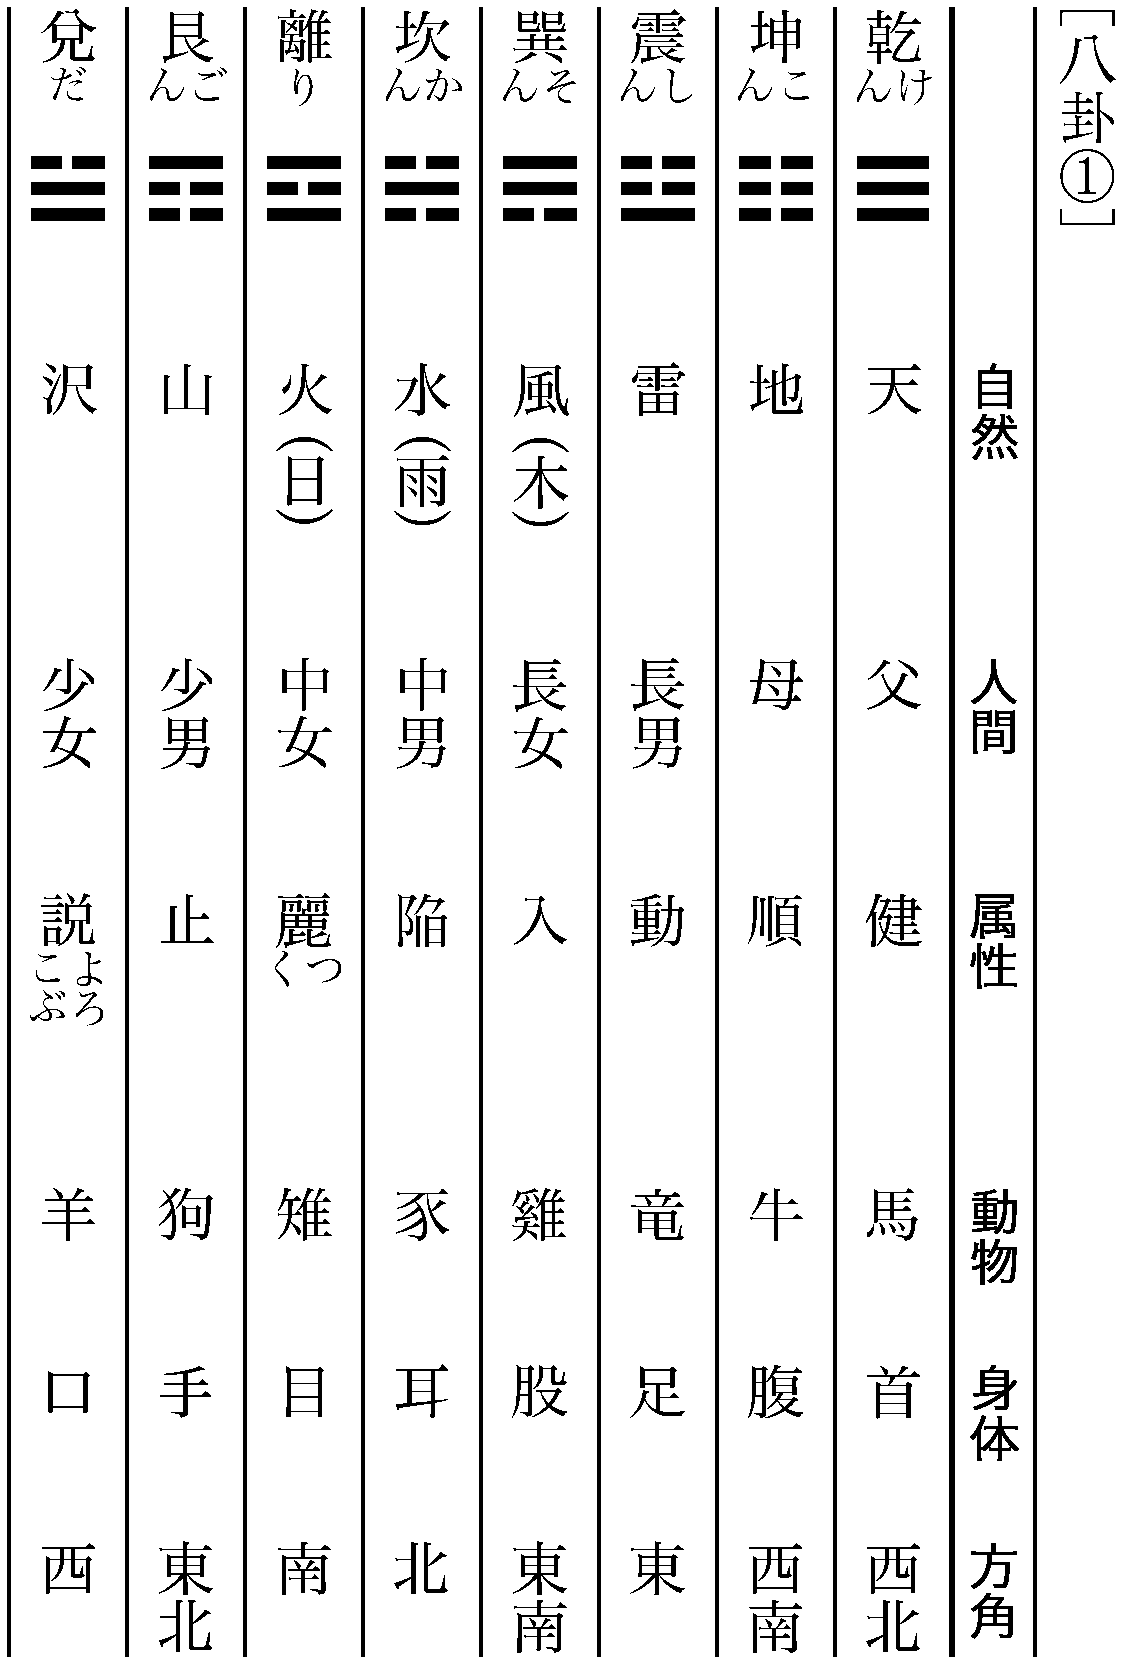 ［八卦①］
自然 人間 属性 動物 身体 方角
乾 けん ☰ 天 父 健 馬 首 西北
坤 こん ☷ 地 母 順 牛 腹 西南
震 しん ☳ 雷 長男 動 竜 足 東
巽 そん ☴ 風(木) 長女 入 雞 股 東南
坎 かん ☵ 水(雨) 中男 陥 豕 耳 北
離 り ☲ 火(日) 中女 麗 つく 雉 目 南
艮 ごん ☶ 山 少男 止 狗 手 東北
兌 だ ☱ 沢 少女 説 よろこぶ 羊 口 西